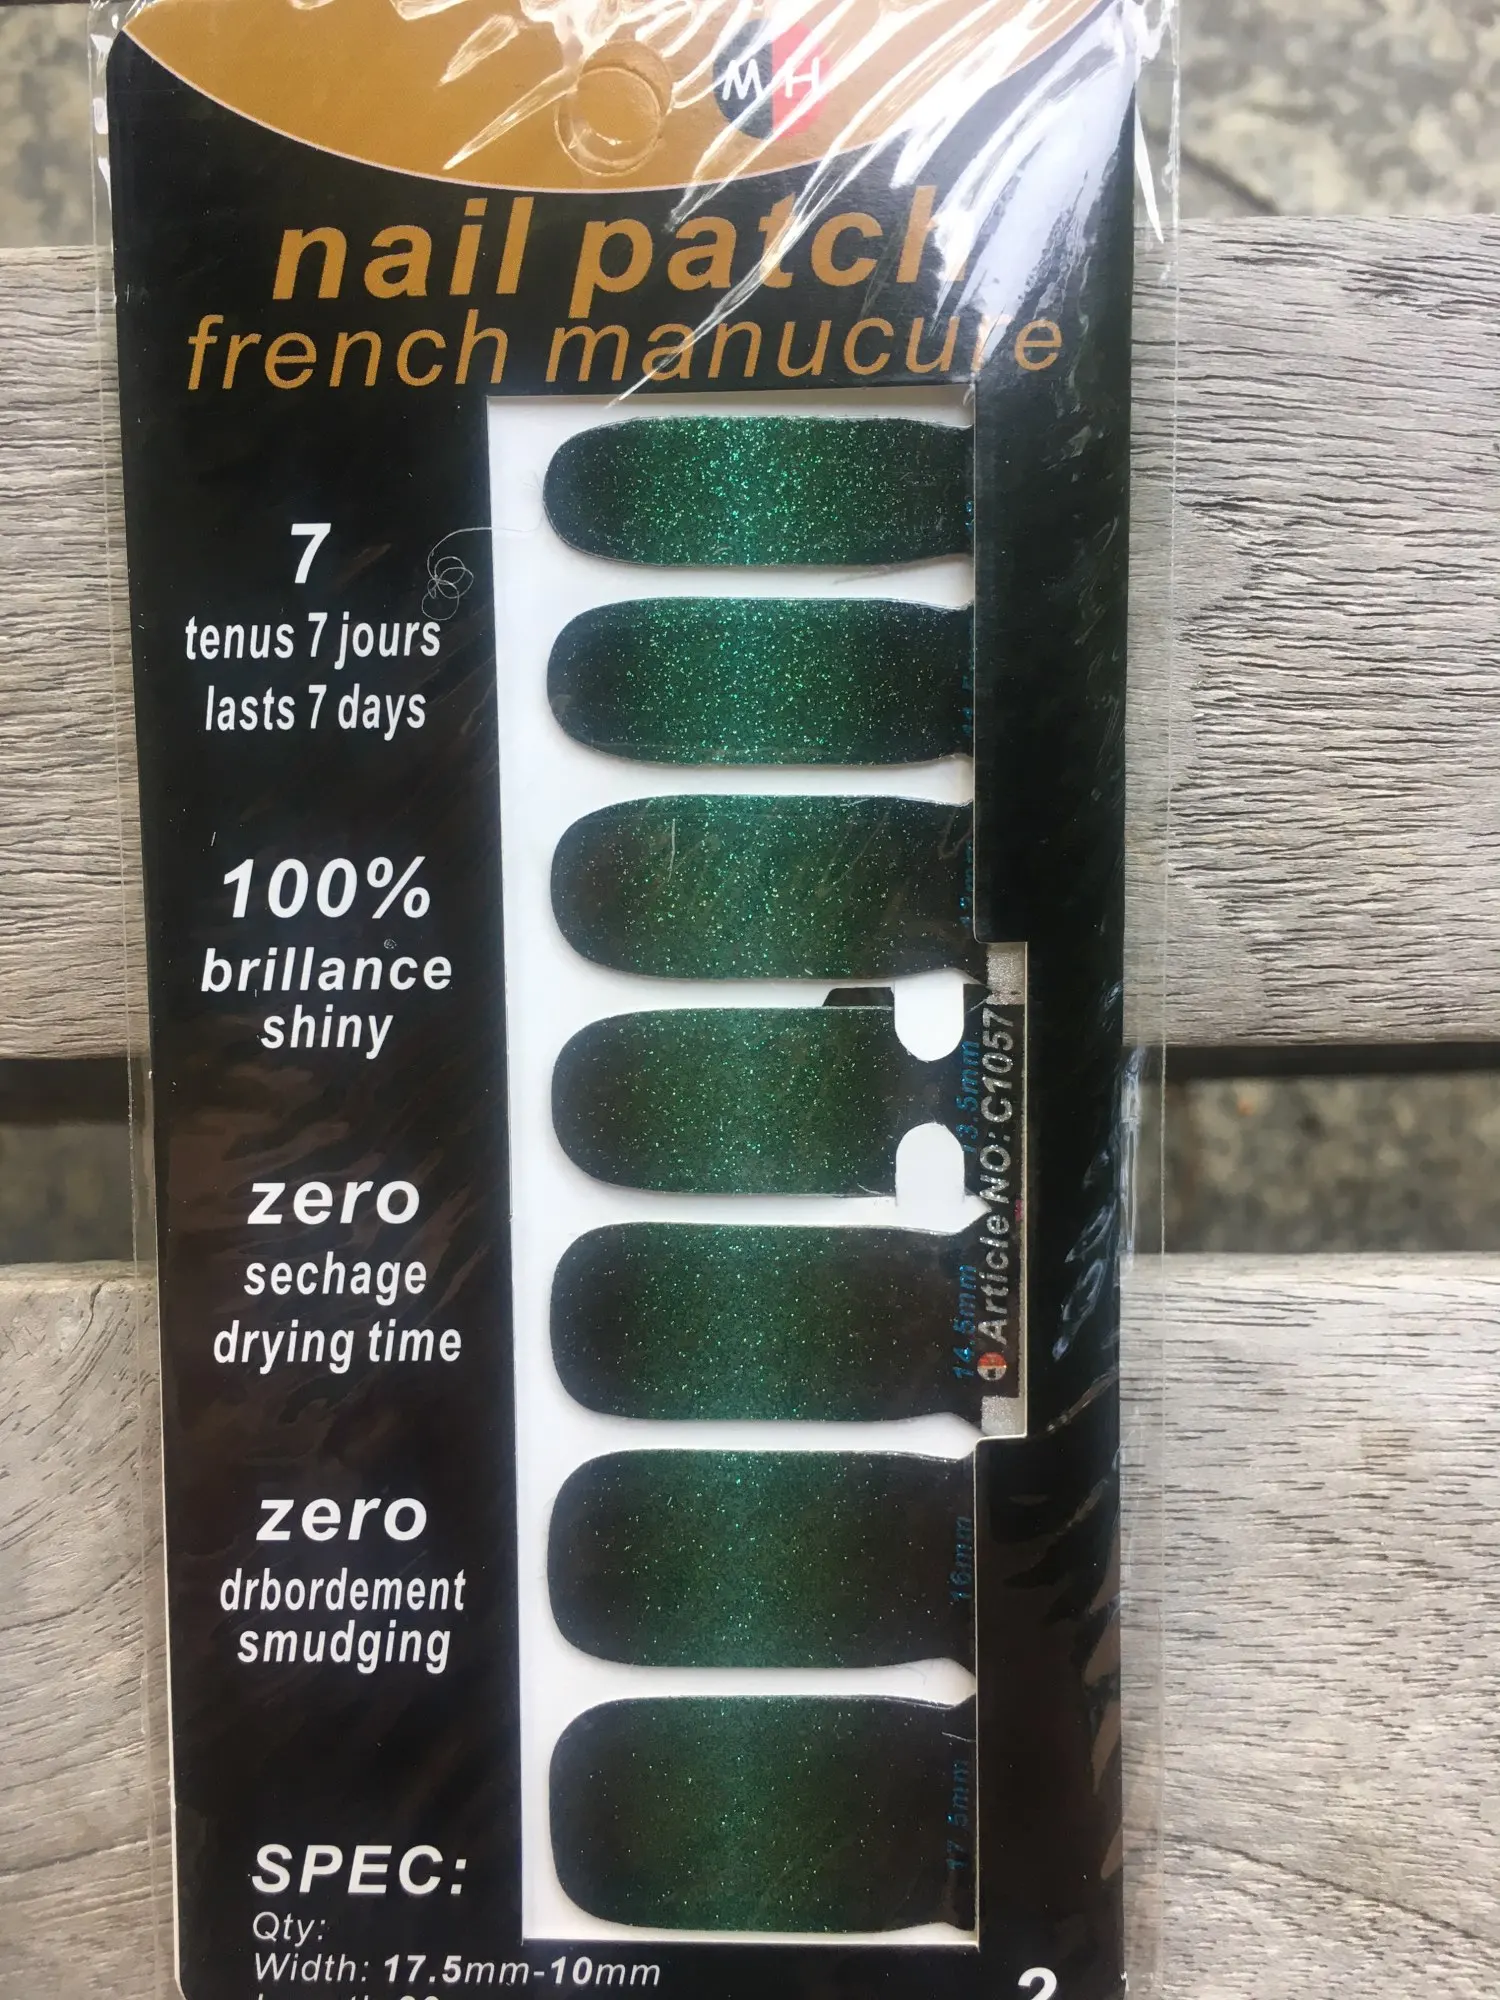 MH
nail patch
french manucure
7
tenus 7 jours
lasts 7 days
100%
brillance
shiny
zero
sechage
drying time
zero
drbordement
smudging
SPEC:
Qty:
Width: 17.5mm-10mm
13.5mm
14.5mm
16mm
17.5mm
Article NO: C1057
2